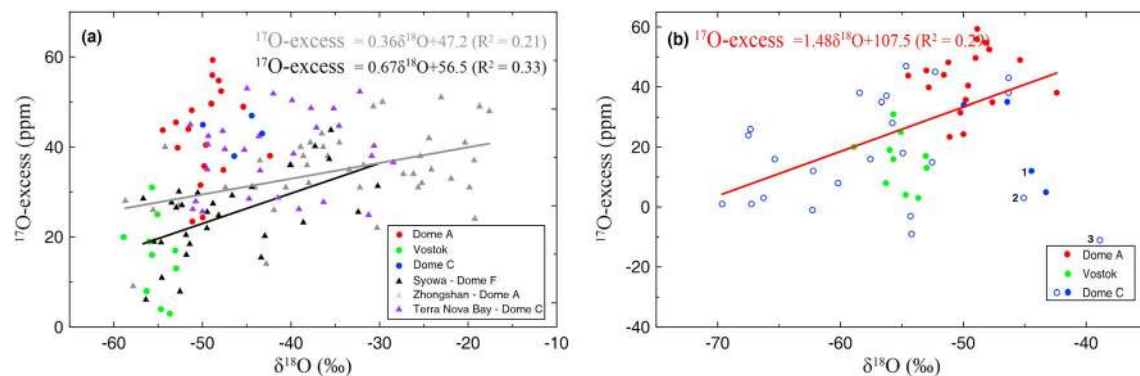 (a)
¹⁷O-excess = 0.36δ¹⁸O+47.2 (R² = 0.21)
¹⁷O-excess = 0.67δ¹⁸O+56.5 (R² = 0.33)
60
40
20
0
¹⁷O-excess (ppm)
Dome A
Vostok
Dome C
Syowa - Dome F
Zhongshan - Dome A
Terra Nova Bay - Dome C
-60 -50 -40 -30 -20 -10
δ¹⁸O (‰)
(b)
¹⁷O-excess =1.48δ¹⁸O+107.5 (R² = 0.29)
60
40
20
0
-20
-40
¹⁷O-excess (ppm)
1
2
3
Dome A
Vostok
Dome C
-70 -60 -50 -40
δ¹⁸O (‰)